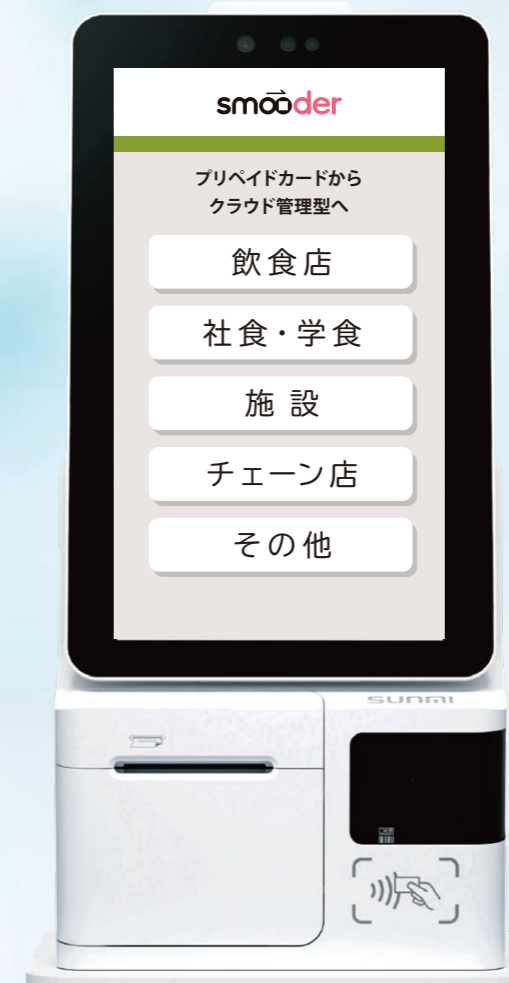 smooder
プリペイドカードから
クラウド管理型へ
飲食店
社食・学食
施 設
チェーン店
その他
SUNMI